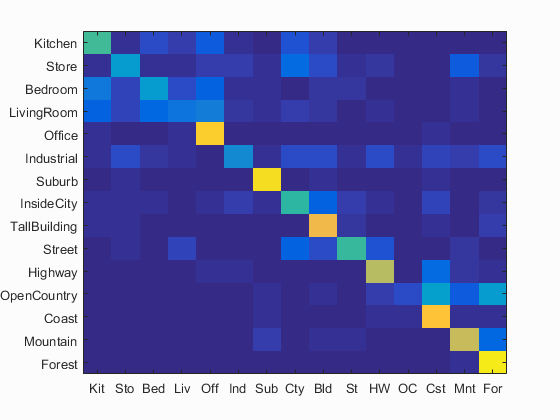 Kitchen
Store
Bedroom
LivingRoom
Office
Industrial
Suburb
InsideCity
TallBuilding
Street
Highway
OpenCountry
Coast
Mountain
Forest
Kit Sto Bed Liv Off Ind Sub Cty Bld St HW OC Cst Mnt For